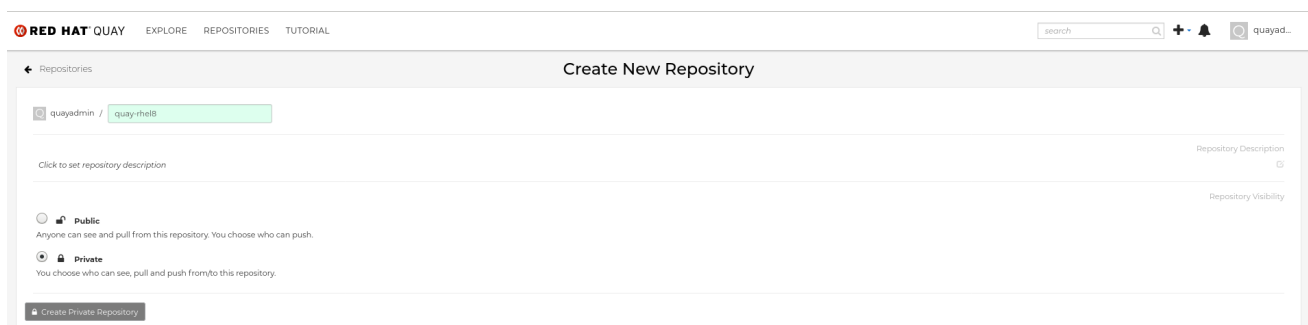 RED HAT QUAY EXPLORE REPOSITORIES TUTORIAL search quayad...
Repositories Create New Repository
quayadmin / quay-rhel8
Repository Description
Click to set repository description
Repository Visibility
Public
Anyone can see and pull from this repository. You choose who can push.
Private
You choose who can see, pull and push from/to this repository.
Create Private Repository